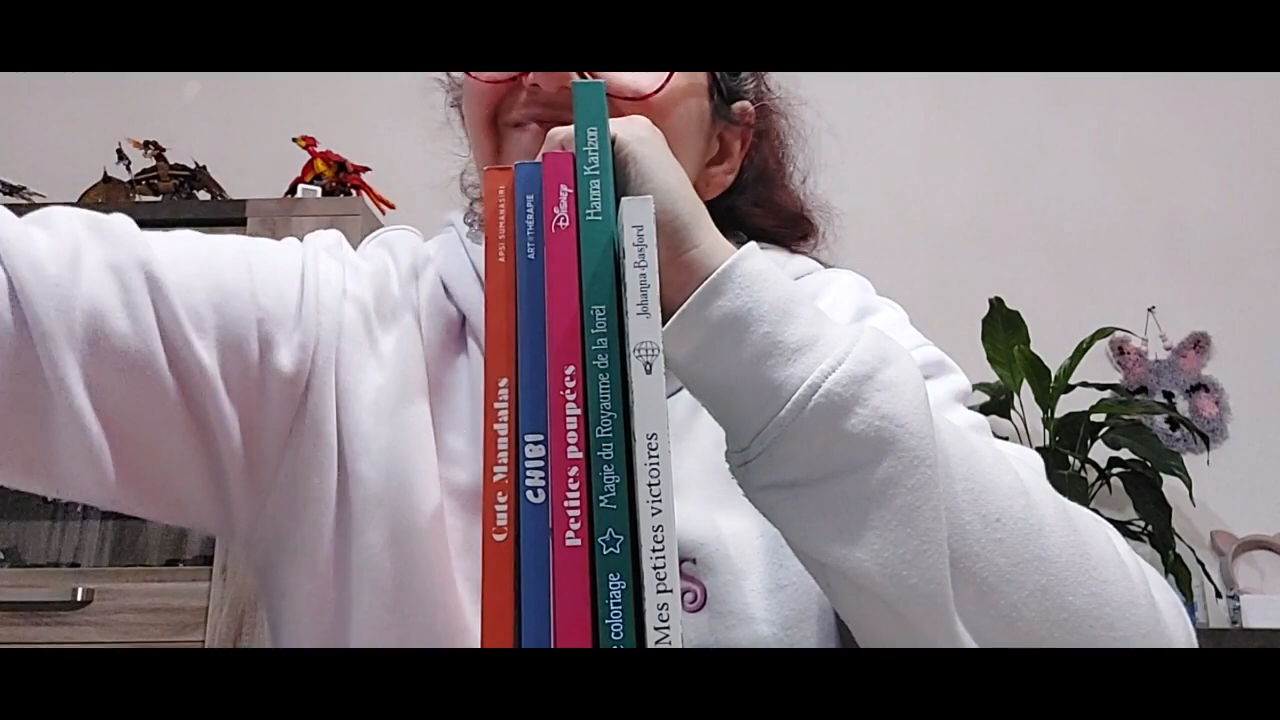 APSI SUMANASIRI
Cute Mandalas
ART-THÉRAPIE
CHIBI
DISNEY
Petites poupées
Hanna Karlzon
Magie du Royaume de la forêt
coloriage
Johanna Basford
Mes petites victoires
S